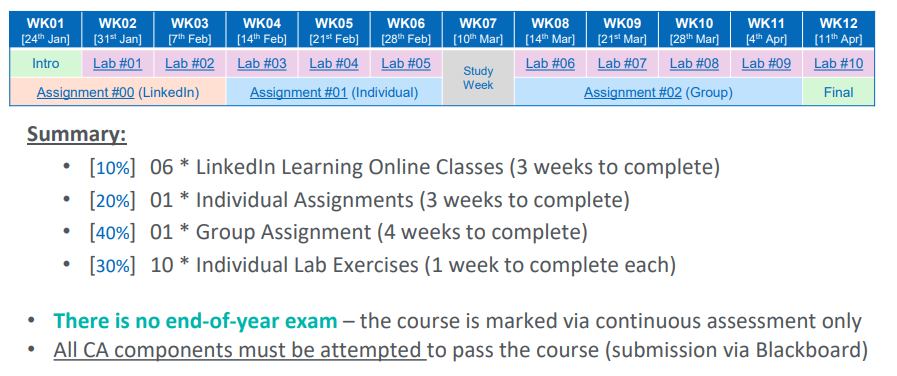 WK01 WK02 WK03 WK04 WK05 WK06 WK07 WK08 WK09 WK10 WK11 WK12
[24th Jan] [31st Jan] [7th Feb] [14th Feb] [21st Feb] [28th Feb] [10th Mar] [14th Mar] [21st Mar] [28th Mar] [4th Apr] [11th Apr]
Intro Lab #01 Lab #02 Lab #03 Lab #04 Lab #05 Study Week Lab #06 Lab #07 Lab #08 Lab #09 Lab #10
Assignment #00 (LinkedIn) Assignment #01 (Individual) Assignment #02 (Group) Final
Summary:
• [10%] 06 * LinkedIn Learning Online Classes (3 weeks to complete)
• [20%] 01 * Individual Assignments (3 weeks to complete)
• [40%] 01 * Group Assignment (4 weeks to complete)
• [30%] 10 * Individual Lab Exercises (1 week to complete each)
• There is no end-of-year exam – the course is marked via continuous assessment only
• All CA components must be attempted to pass the course (submission via Blackboard)